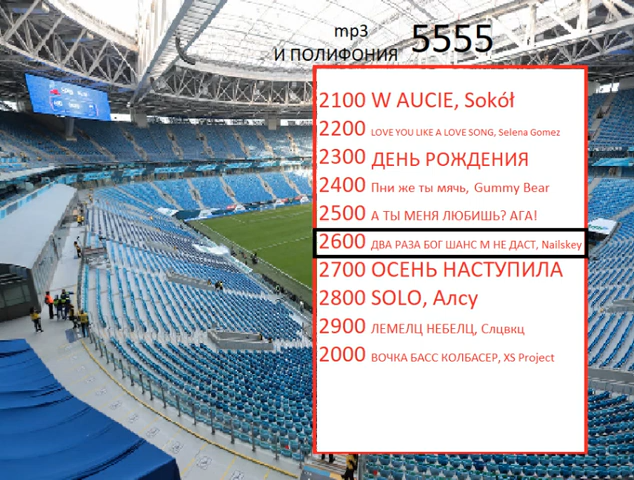 mp3
И ПОЛИФОНИЯ
5555
2100 W AUCIE, Sokół
2200 LOVE YOU LIKE A LOVE SONG, Selena Gomez
2300 ДЕНЬ РОЖДЕНИЯ
2400 Пни же ты мячь, Gummy Bear
2500 А ТЫ МЕНЯ ЛЮБИШЬ? АГА!
2600 ДВА РАЗА БОГ ШАНС М НЕ ДАСТ, Nailskey
2700 ОСЕНЬ НАСТУПИЛА
2800 SOLO, Алсу
2900 ЛЕМЕЛЦ НЕБЕЛЦ, Слцвкц
2000 ВОЧКА БАСС КОЛБАСЕР, XS Project